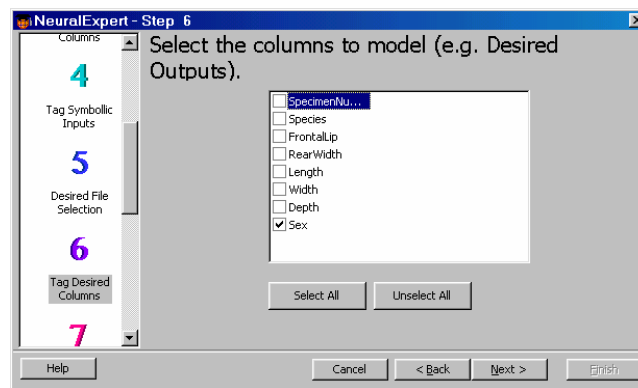 NeuralExpert - Step 6
Columns
4
Tag Symbollic
Inputs
5
Desired File
Selection
6
Tag Desired
Columns
7
Select the columns to model (e.g. Desired
Outputs).
SpecimenNu...
Species
FrontalLip
RearWidth
Length
Width
Depth
Sex
Select All
Unselect All
Help
Cancel
< Back
Next >
Finish